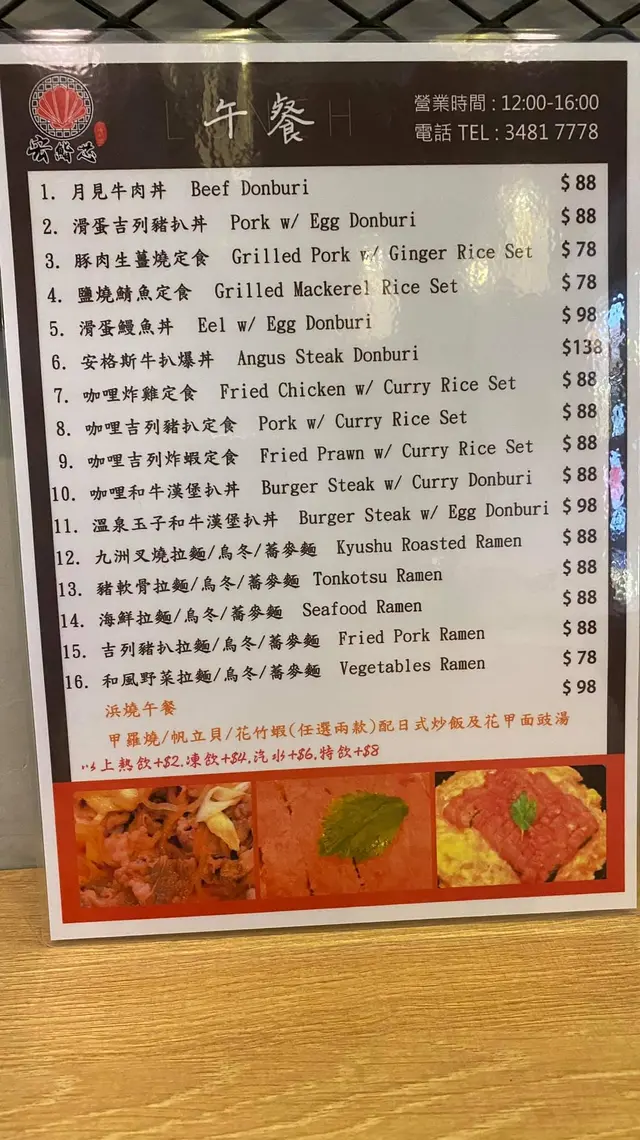 午餐
LUNCH
營業時間 : 12:00-16:00
電話 TEL : 3481 7778
1. 月見牛肉丼 Beef Donburi $ 88
2. 滑蛋吉列豬扒丼 Pork w/ Egg Donburi $ 88
3. 豚肉生薑燒定食 Grilled Pork w/ Ginger Rice Set $ 78
4. 鹽燒鯖魚定食 Grilled Mackerel Rice Set $ 78
5. 滑蛋鰻魚丼 Eel w/ Egg Donburi $ 98
6. 安格斯牛扒爆丼 Angus Steak Donburi $138
7. 咖哩炸雞定食 Fried Chicken w/ Curry Rice Set $ 88
8. 咖哩吉列豬扒定食 Pork w/ Curry Rice Set $ 88
9. 咖哩吉列炸蝦定食 Fried Prawn w/ Curry Rice Set $ 88
10. 咖哩和牛漢堡扒丼 Burger Steak w/ Curry Donburi $ 88
11. 溫泉玉子和牛漢堡扒丼 Burger Steak w/ Egg Donburi $ 98
12. 九洲叉燒拉麵/烏冬/蕎麥麵 Kyushu Roasted Ramen $ 88
13. 豬軟骨拉麵/烏冬/蕎麥麵 Tonkotsu Ramen $ 88
14. 海鮮拉麵/烏冬/蕎麥麵 Seafood Ramen $ 88
15. 吉列豬扒拉麵/烏冬/蕎麥麵 Fried Pork Ramen $ 88
16. 和風野菜拉麵/烏冬/蕎麥麵 Vegetables Ramen $ 78
浜燒午餐 $ 98
甲羅燒/帆立貝/花竹蝦(任選兩款)配日式炒飯及花甲面豉湯
以上熱飲+$2,凍飲+$4,汽水+$6,特飲+$8